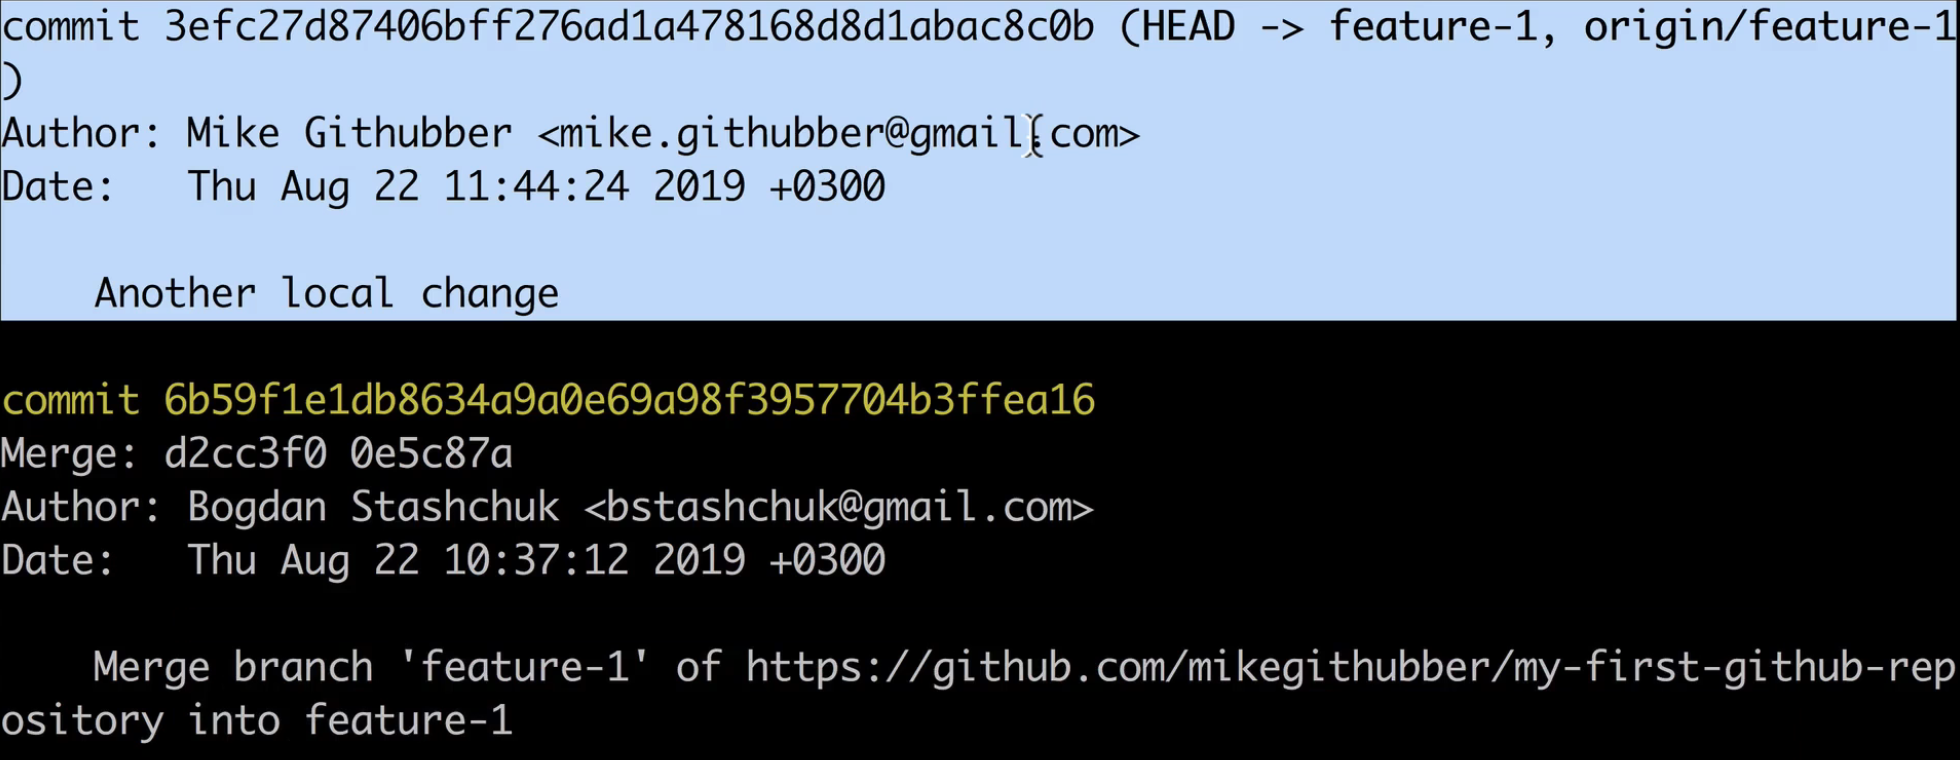 commit 3efc27d87406bff276ad1a478168d8d1abac8c0b (HEAD -> feature-1, origin/feature-1
)
Author: Mike Githubber <mike.githubber@gmail.com>
Date:   Thu Aug 22 11:44:24 2019 +0300
    Another local change
commit 6b59f1e1db8634a9a0e69a98f3957704b3ffea16
Merge: d2cc3f0 0e5c87a
Author: Bogdan Stashchuk <bstashchuk@gmail.com>
Date:   Thu Aug 22 10:37:12 2019 +0300
    Merge branch 'feature-1' of https://github.com/mikegithubber/my-first-github-rep
ository into feature-1